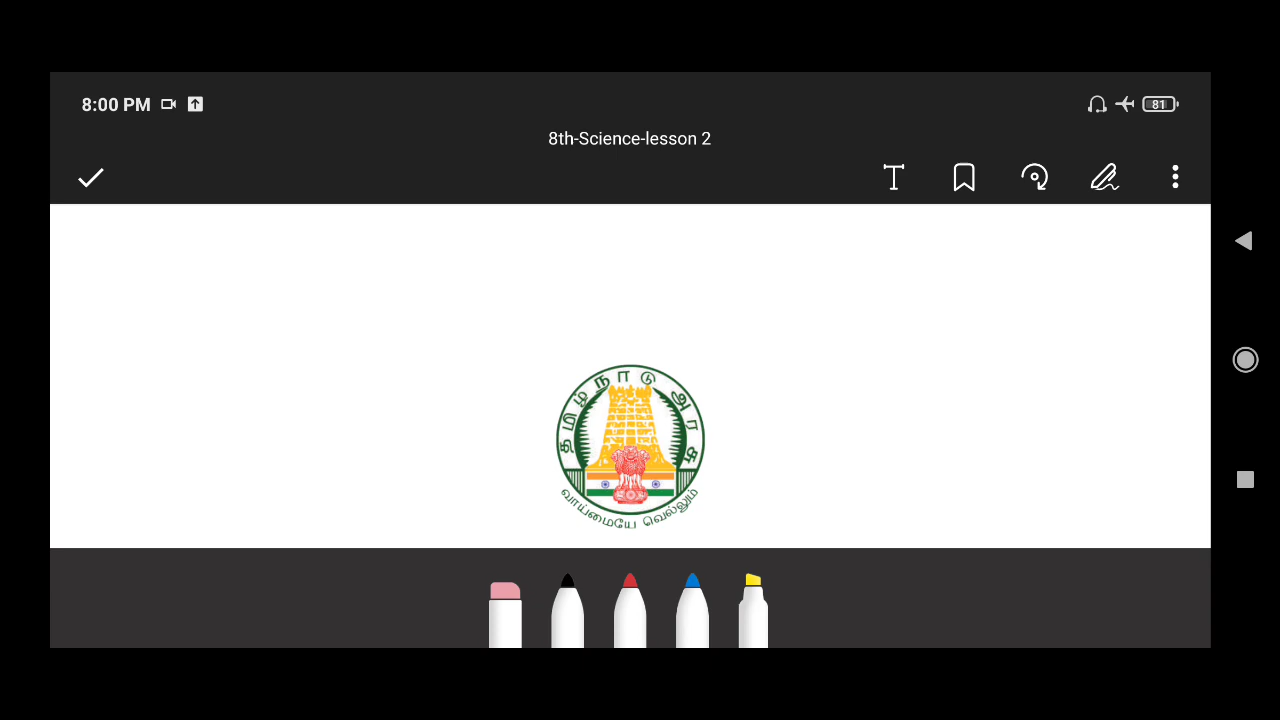 8:00 PM
81
8th-Science-lesson 2
தமிழ்நாடு அரசு
வாய்மையே வெல்லும்